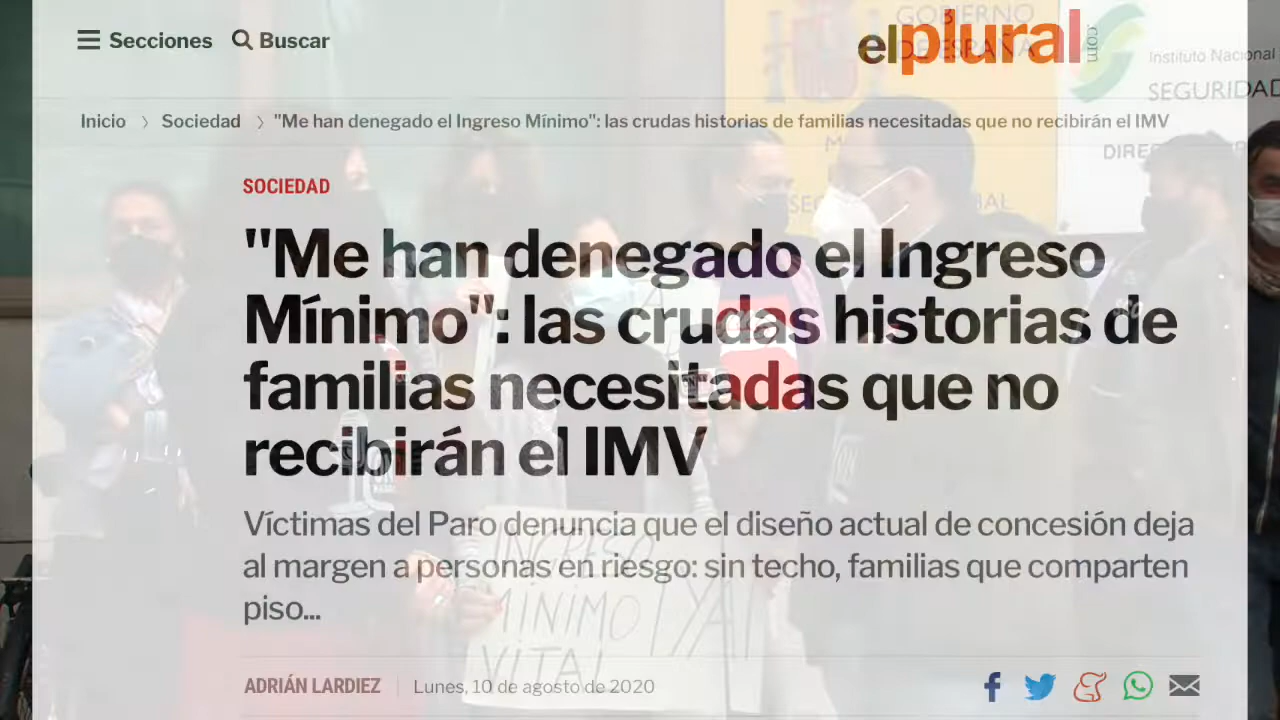 Secciones Buscar
elplural.com
GOBIERNO
DE ESPAÑA
Instituto Nacional
SEGURIDAD
Inicio > Sociedad > "Me han denegado el Ingreso Mínimo": las crudas historias de familias necesitadas que no recibirán el IMV
SOCIEDAD
"Me han denegado el Ingreso
Mínimo": las crudas historias de
familias necesitadas que no
recibirán el IMV
Víctimas del Paro denuncia que el diseño actual de concesión deja
al margen a personas en riesgo: sin techo, familias que comparten
piso...
INGRESO
MÍNIMO
VITAL
¡YA!
ADRIÁN LARDIEZ Lunes, 10 de agosto de 2020